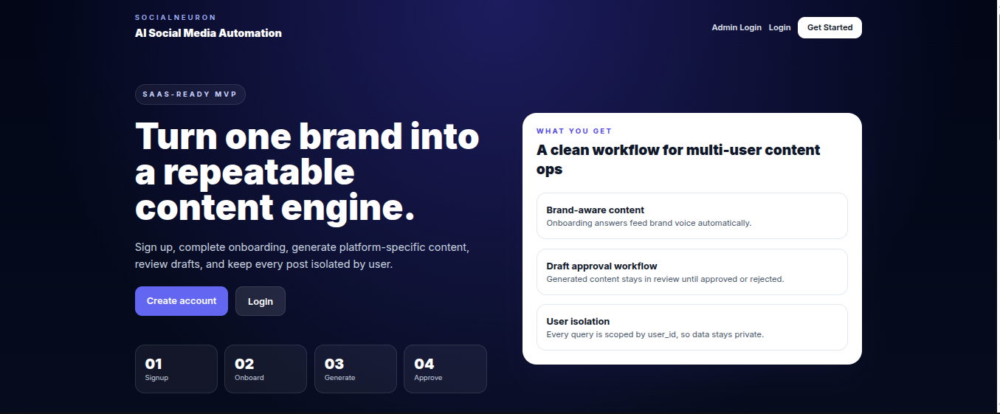 SOCIALNEURON
AI Social Media Automation
Admin Login
Login
Get Started
SAAS-READY MVP
Turn one brand into
a repeatable
content engine.
Sign up, complete onboarding, generate platform-specific content,
review drafts, and keep every post isolated by user.
Create account
Login
01
Signup
02
Onboard
03
Generate
04
Approve
WHAT YOU GET
A clean workflow for multi-user content
ops
Brand-aware content
Onboarding answers feed brand voice automatically.
Draft approval workflow
Generated content stays in review until approved or rejected.
User isolation
Every query is scoped by user_id, so data stays private.